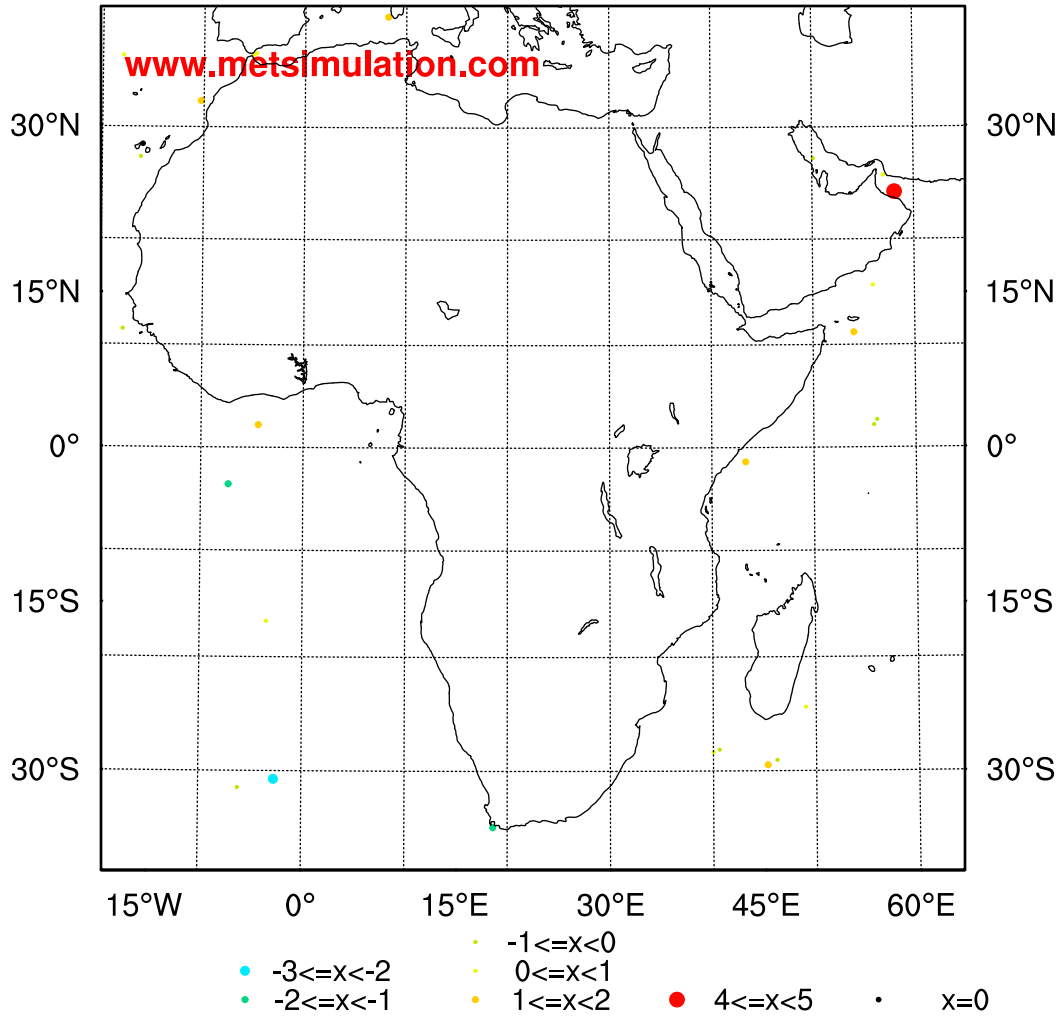 www.metsimulation.com
30°N 30°N
15°N 15°N
0° 0°
15°S 15°S
30°S 30°S
15°W 0° 15°E 30°E 45°E 60°E
-1<=x<0
-3<=x<-2 0<=x<1
-2<=x<-1 1<=x<2 4<=x<5 x=0